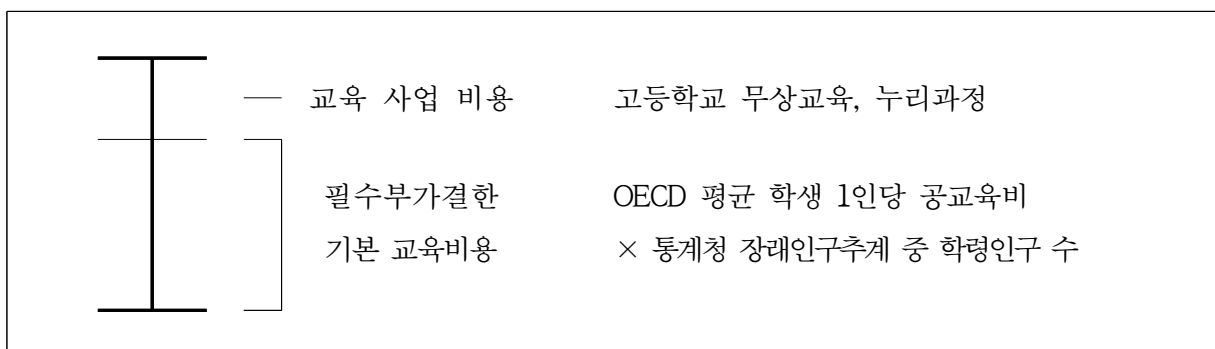 교육 사업 비용 고등학교 무상교육, 누리과정
필수부가결한 OECD 평균 학생 1인당 공교육비
기본 교육비용 × 통계청 장래인구추계 중 학령인구 수